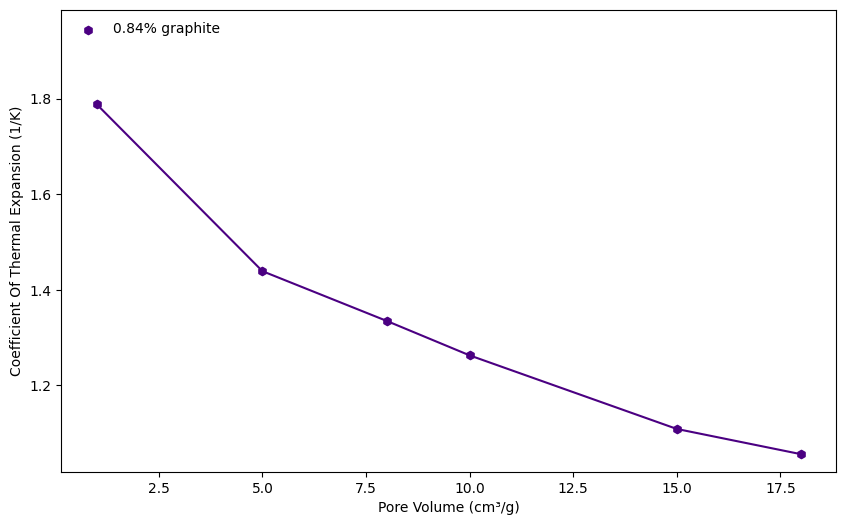 0.84% graphite
Coefficient Of Thermal Expansion (1/K)
1.8
1.6
1.4
1.2
2.5 5.0 7.5 10.0 12.5 15.0 17.5
Pore Volume (cm³/g)